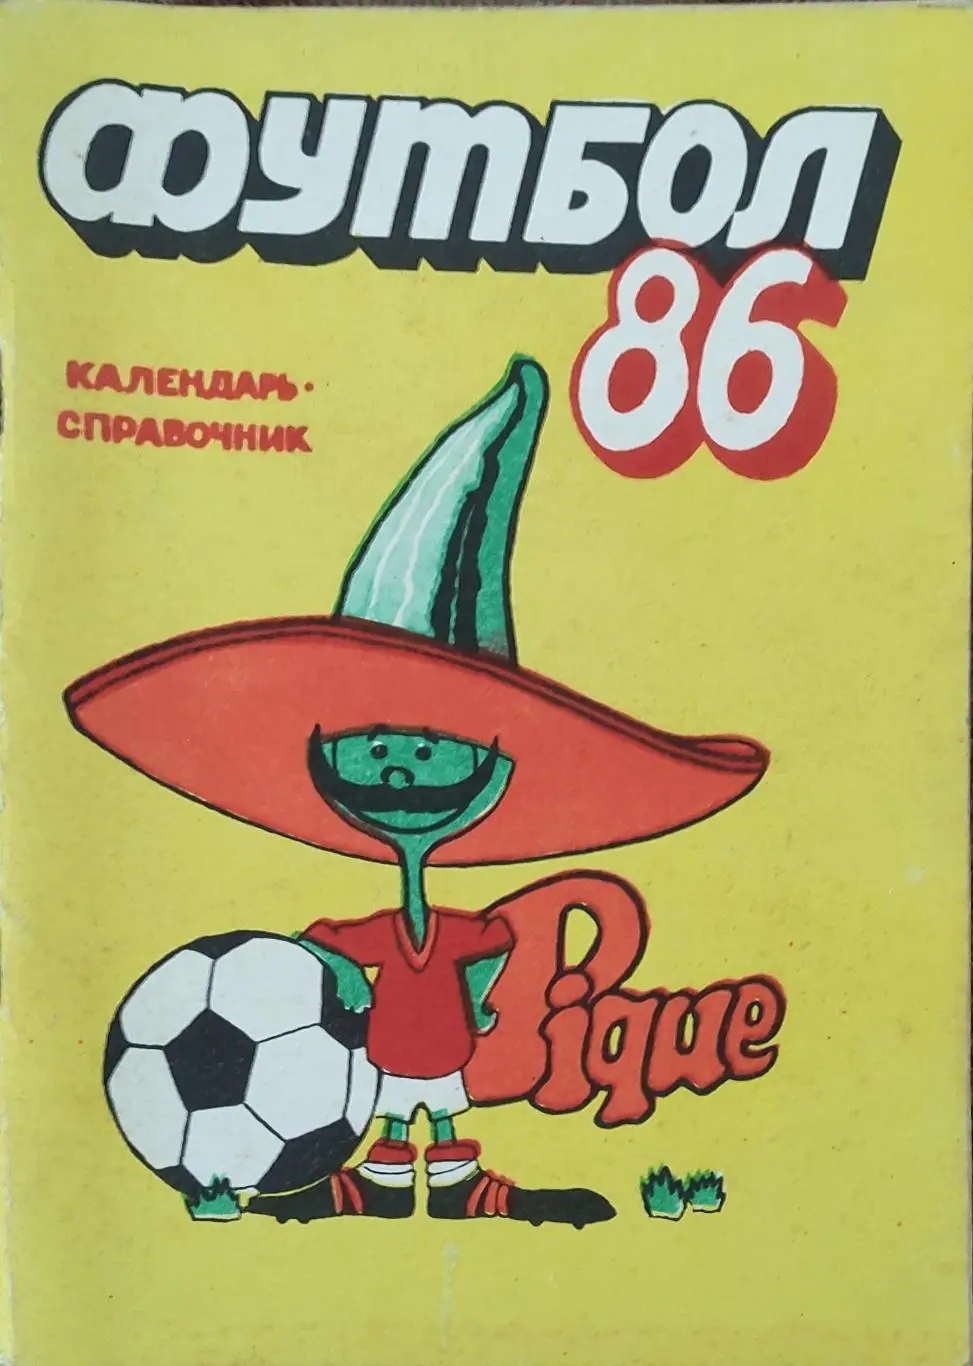 ФУТБОЛ
86
КАЛЕНДАРЬ-
СПРАВОЧНИК
Pique